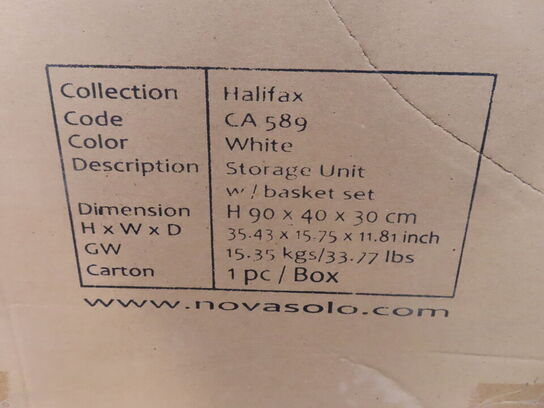 Collection Halifax
Code CA 589
Color White
Description Storage Unit
w/ basket set
Dimension H 90 x 40 x 30 cm
H x W x D 35.43 x 15.75 x 11.81 inch
GW 15.35 kgs/33.77 lbs
Carton 1 pc / Box
www.novasolo.com